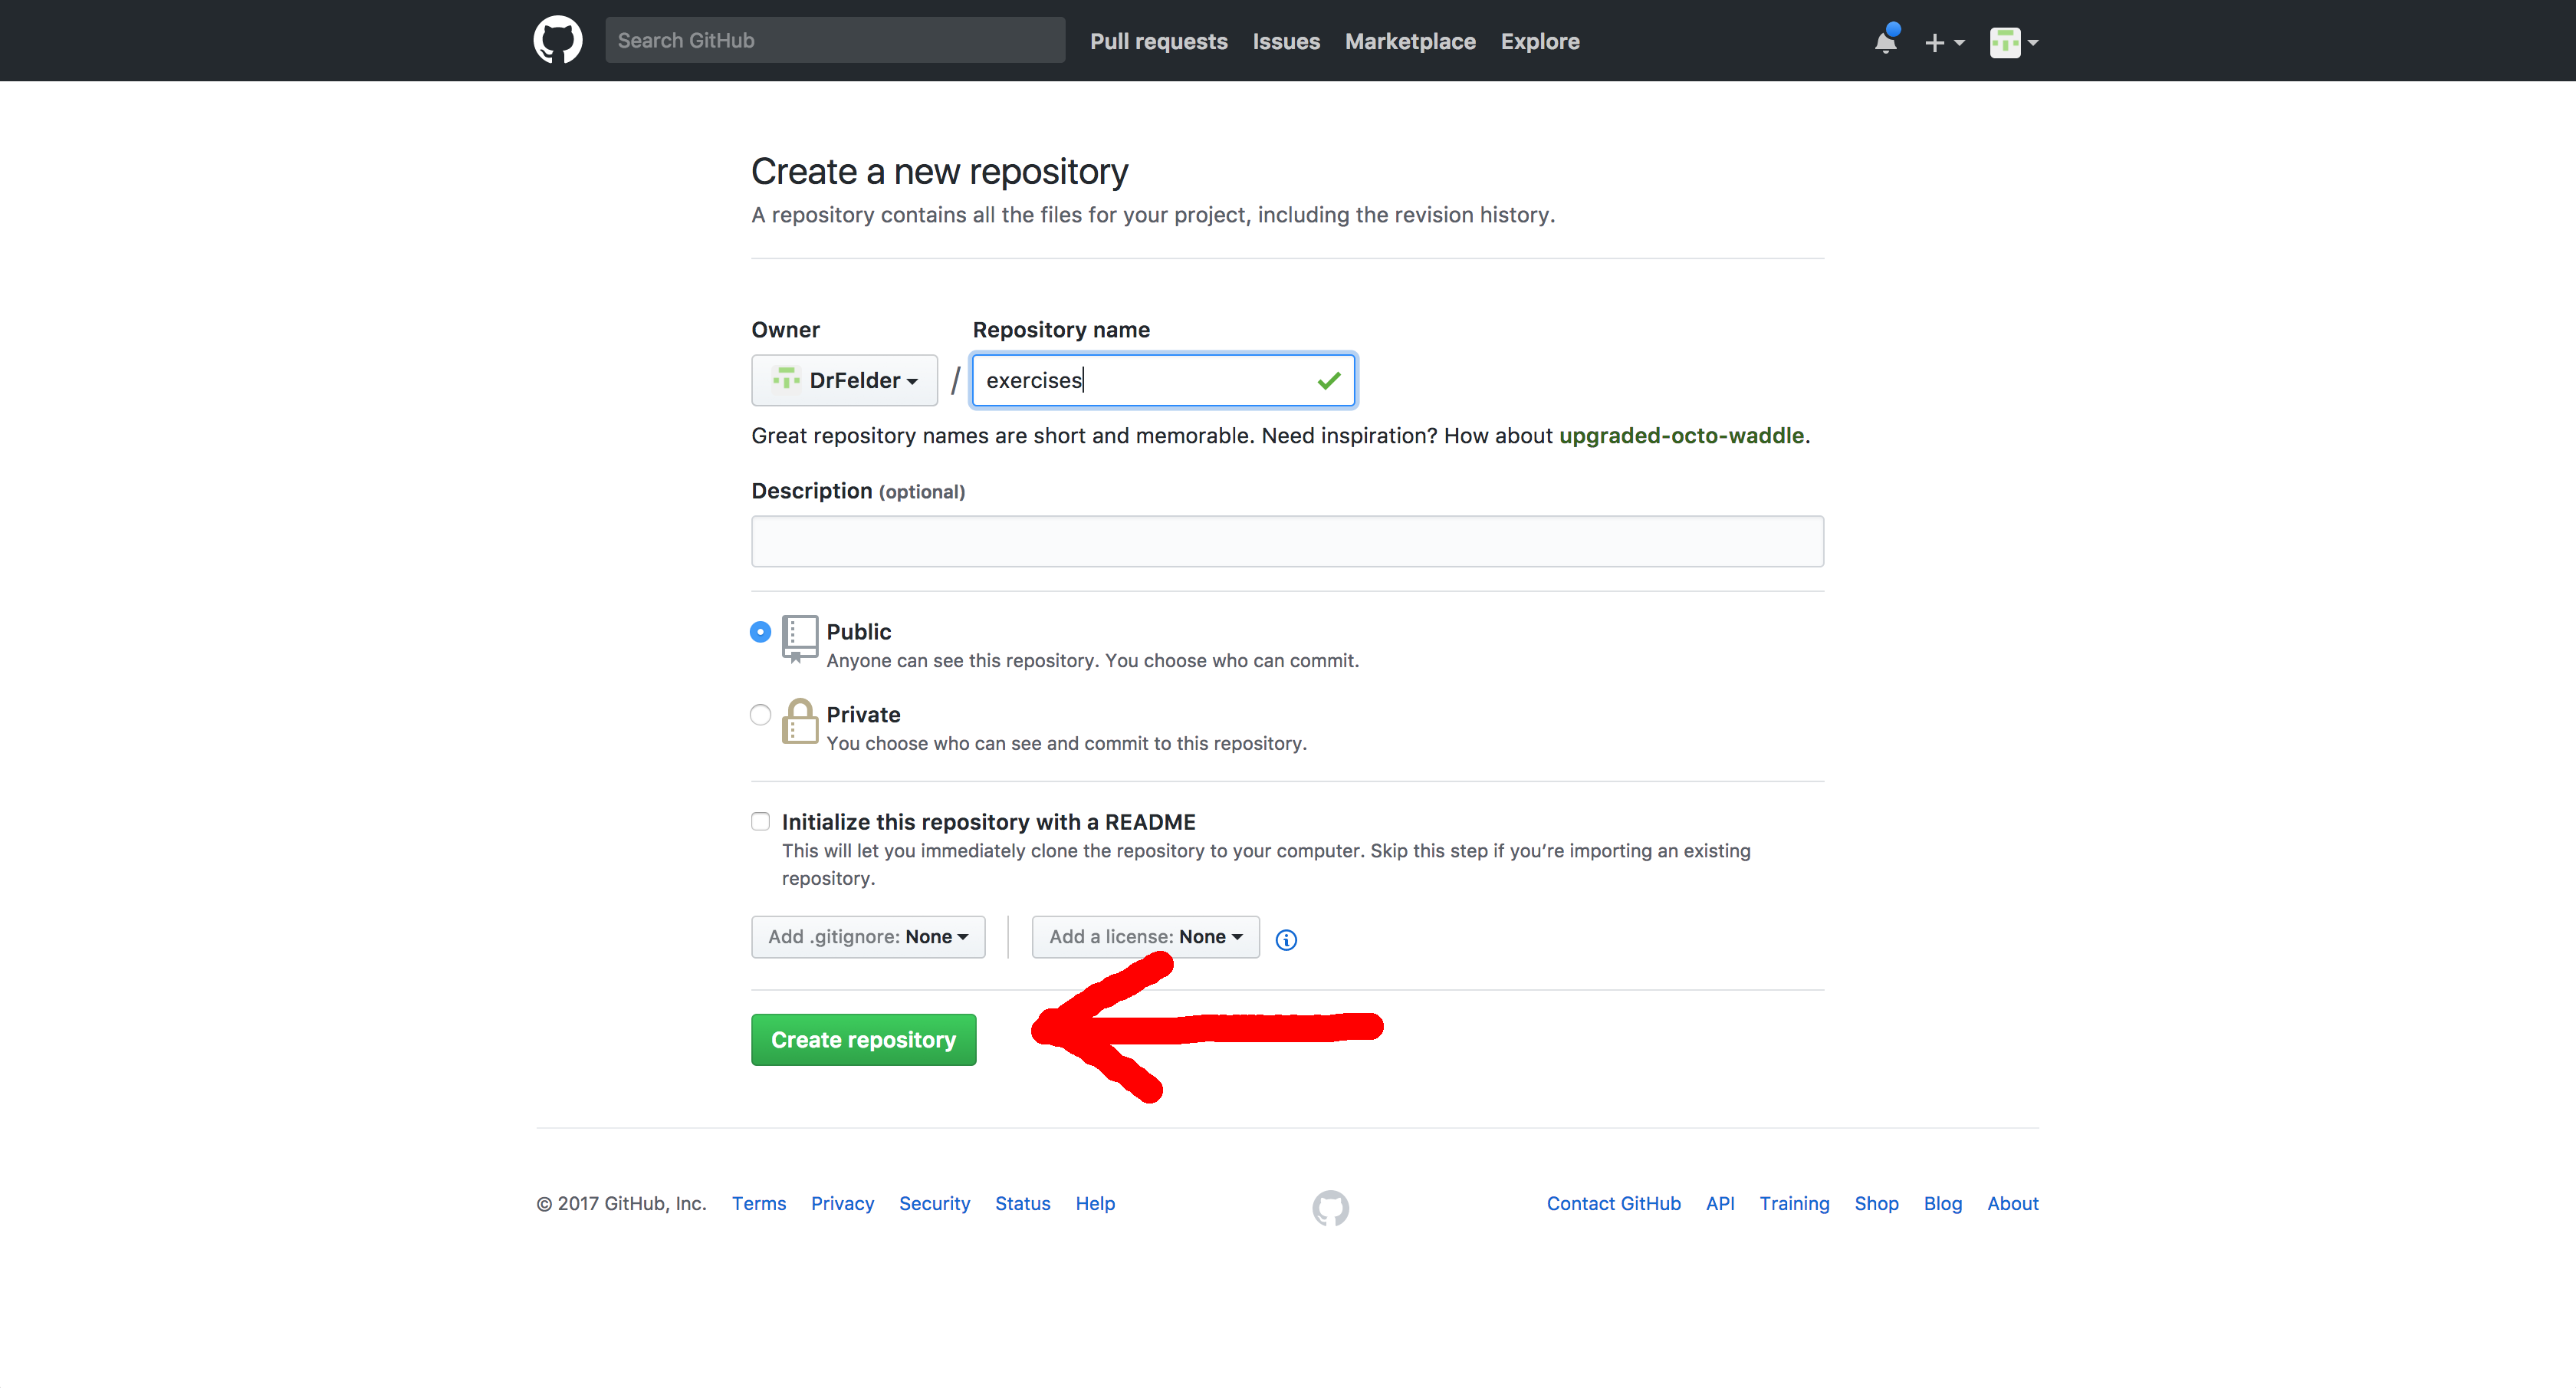 Search GitHub Pull requests Issues Marketplace Explore
Create a new repository
A repository contains all the files for your project, including the revision history.
Owner Repository name
DrFelder / exercises
Great repository names are short and memorable. Need inspiration? How about upgraded-octo-waddle.
Description (optional)
Public
Anyone can see this repository. You choose who can commit.
Private
You choose who can see and commit to this repository.
Initialize this repository with a README
This will let you immediately clone the repository to your computer. Skip this step if you’re importing an existing
repository.
Add .gitignore: None Add a license: None
Create repository
© 2017 GitHub, Inc. Terms Privacy Security Status Help Contact GitHub API Training Shop Blog About